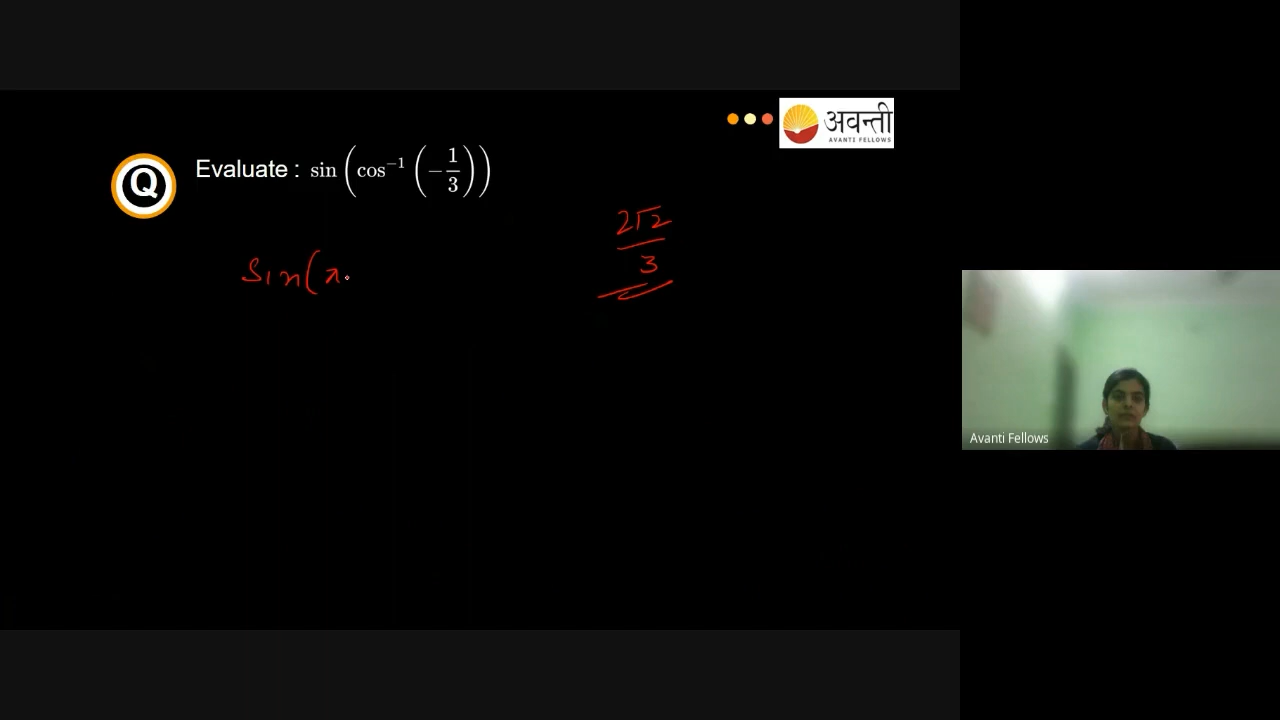 अवन्ती
AVANTI FELLOWS
Q
Evaluate : sin (cos⁻¹ (−1/3))
2√2/3
Sin(π
Avanti Fellows